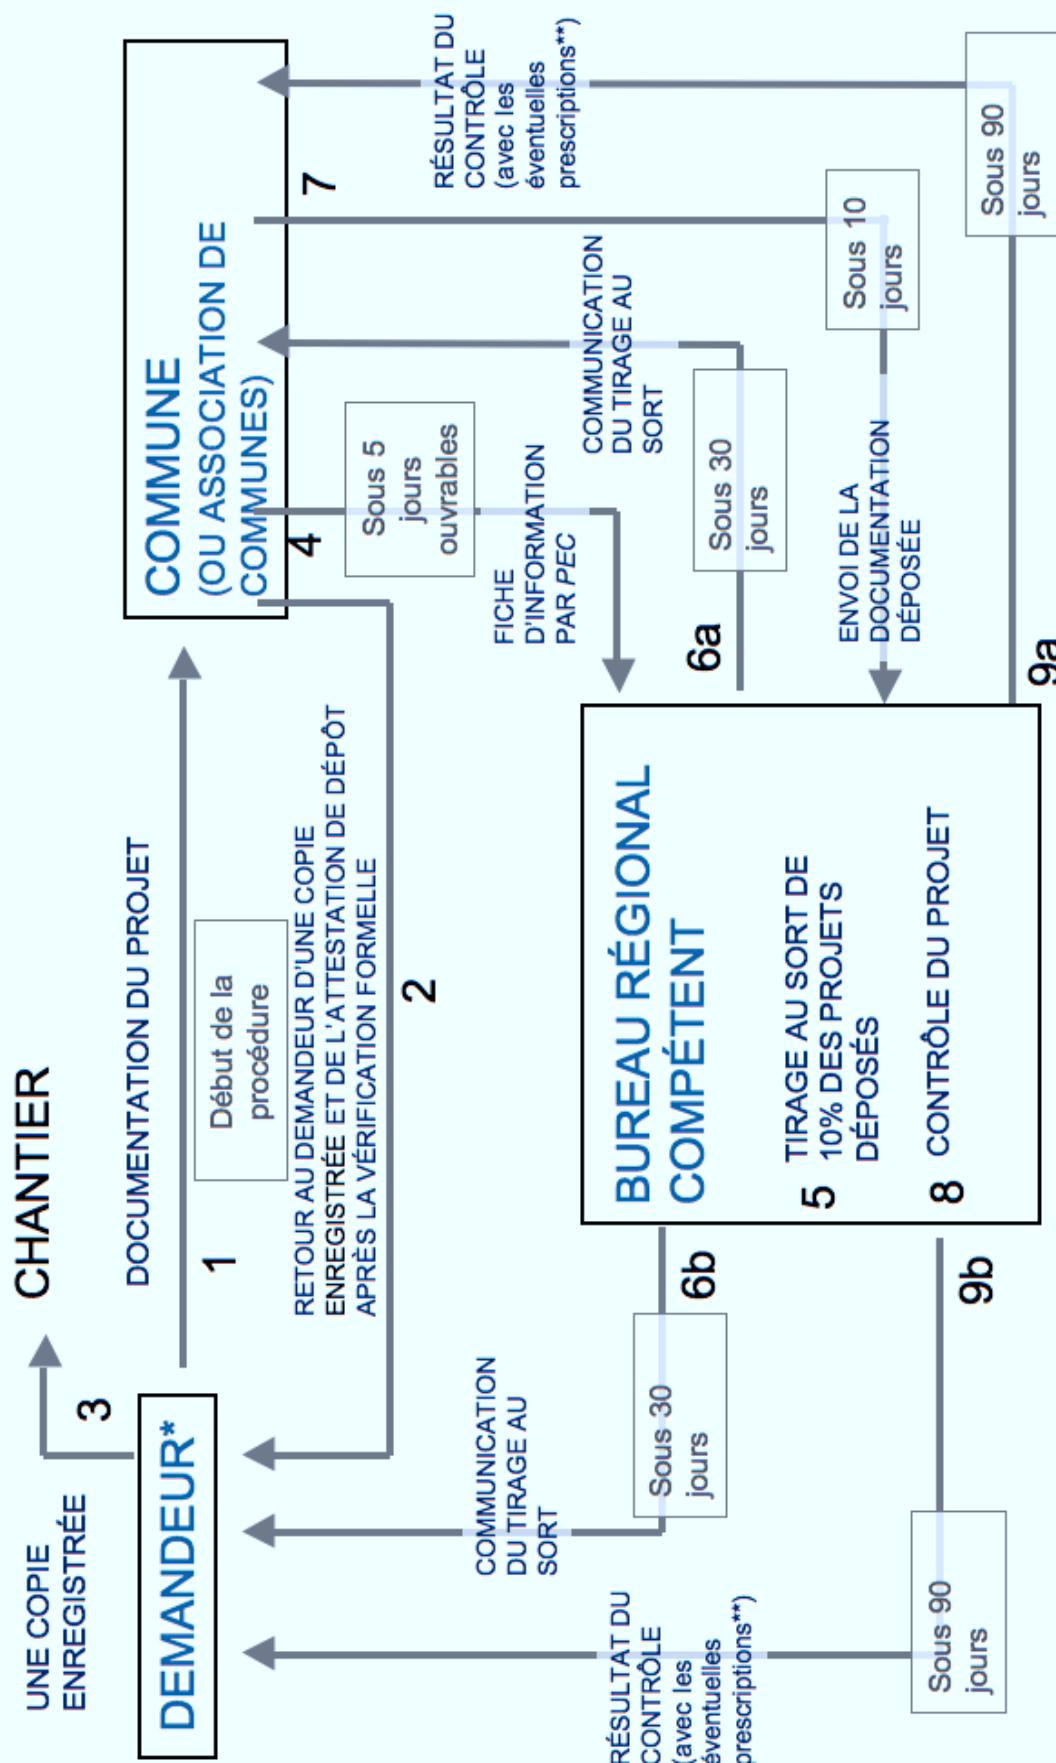 CHANTIER
UNE COPIE
ENREGISTRÉE
3
DEMANDEUR*
DOCUMENTATION DU PROJET
1
Début de la
procédure
COMMUNE
(OU ASSOCIATION DE
COMMUNES)
RETOUR AU DEMANDEUR D'UNE COPIE
ENREGISTRÉE ET DE L'ATTESTATION DE DÉPÔT
APRÈS LA VÉRIFICATION FORMELLE
2
4
Sous 5
jours
ouvrables
FICHE
D'INFORMATION
PAR PEC
7
RÉSULTAT DU
CONTRÔLE
(avec les
éventuelles
prescriptions**)
COMMUNICATION
DU TIRAGE AU
SORT
Sous 30
jours
6a
Sous 10
jours
ENVOI DE LA
DOCUMENTATION
DÉPOSÉE
Sous 90
jours
9a
BUREAU RÉGIONAL
COMPÉTENT
5
TIRAGE AU SORT DE
10% DES PROJETS
DÉPOSÉS
8 CONTRÔLE DU PROJET
COMMUNICATION
DU TIRAGE AU
SORT
6b
Sous 30
jours
RÉSULTAT DU
CONTRÔLE
(avec les
éventuelles
prescriptions**)
9b
Sous 90
jours